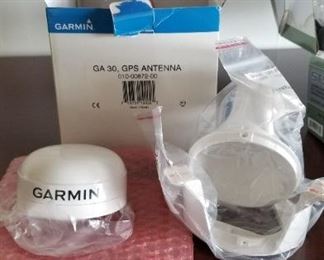 GARMIN
GA 30, GPS ANTENNA
010-00872-00
GARMIN